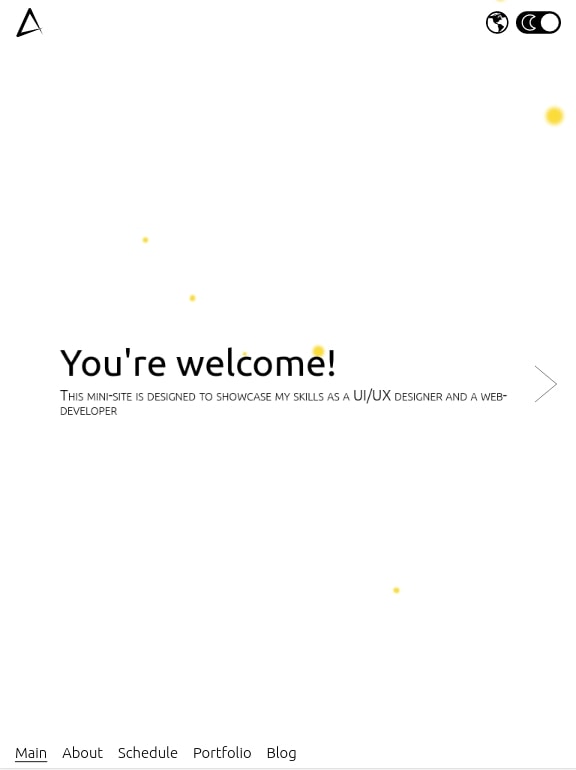 You're welcome!
This mini-site is designed to showcase my skills as a UI/UX designer and a web-
developer
Main About Schedule Portfolio Blog